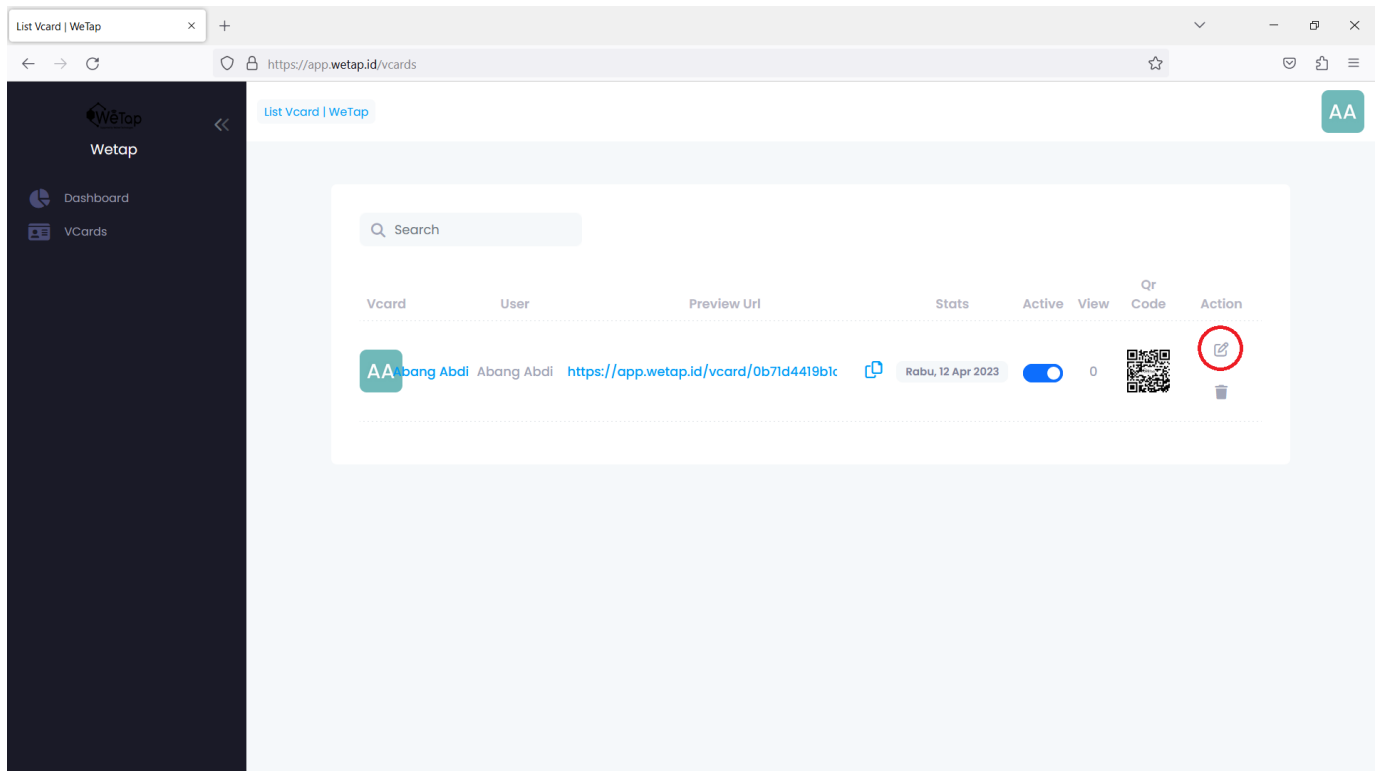 List Vcard | WeTap
https://app.wetap.id/vcards
WeTap
Wetap
List Vcard | WeTap
AA
Dashboard
VCards
Search
Vcard User Preview Url Stats Active View Qr Code Action
AA Abang Abdi Abang Abdi https://app.wetap.id/vcard/0b71d4419b1c Rabu, 12 Apr 2023 0